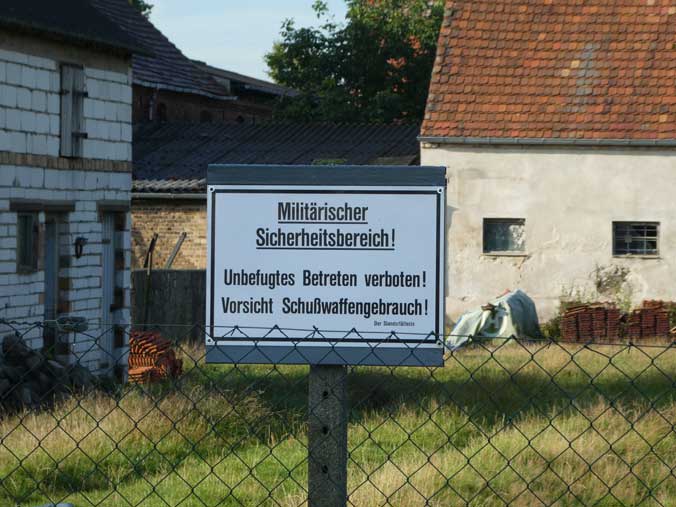 Militärischer
Sicherheitsbereich!
Unbefugtes Betreten verboten!
Vorsicht Schußwaffengebrauch!
Der Standortälteste